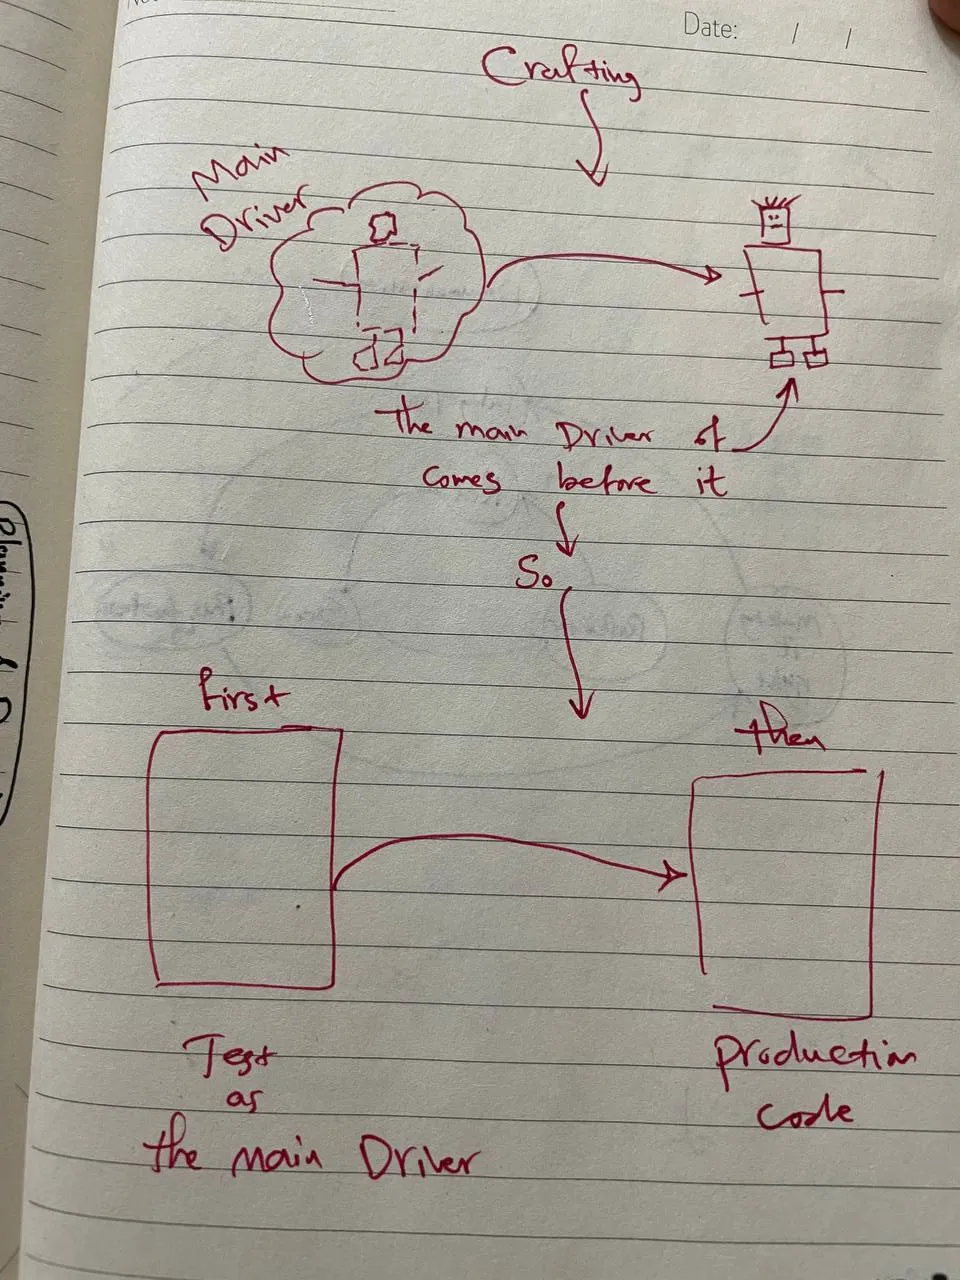 Date: / /
Crafting
Main
Driver
the main Driver of
comes before it
So
first
then
Test
as
the main Driver
production
code